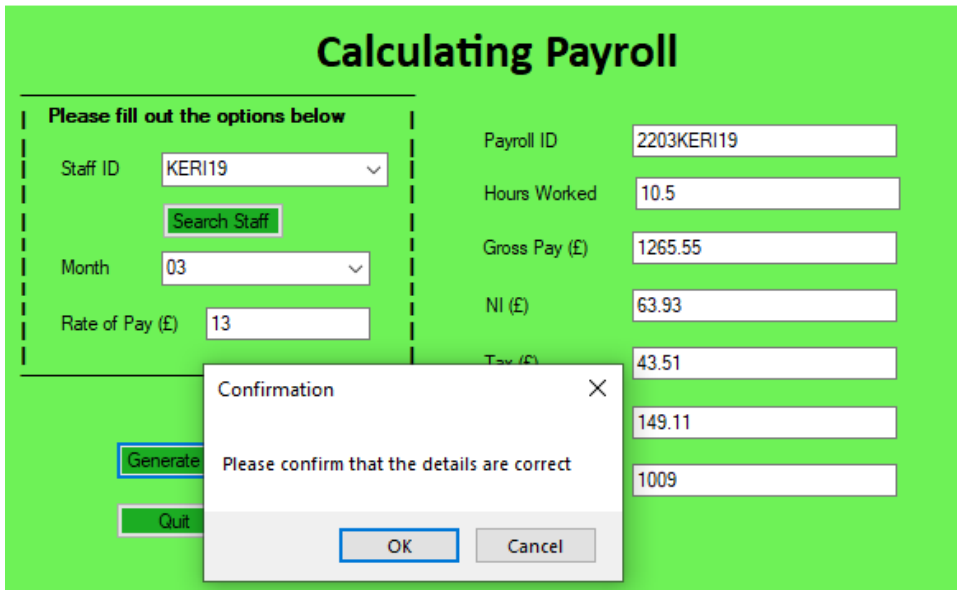 Calculating Payroll
Please fill out the options below
Staff ID
KERI19
Search Staff
Month
03
Rate of Pay (£)
13
Generate
Quit
Payroll ID
2203KERI19
Hours Worked
10.5
Gross Pay (£)
1265.55
NI (£)
63.93
Tax (£)
43.51
149.11
1009
Confirmation
Please confirm that the details are correct
OK
Cancel